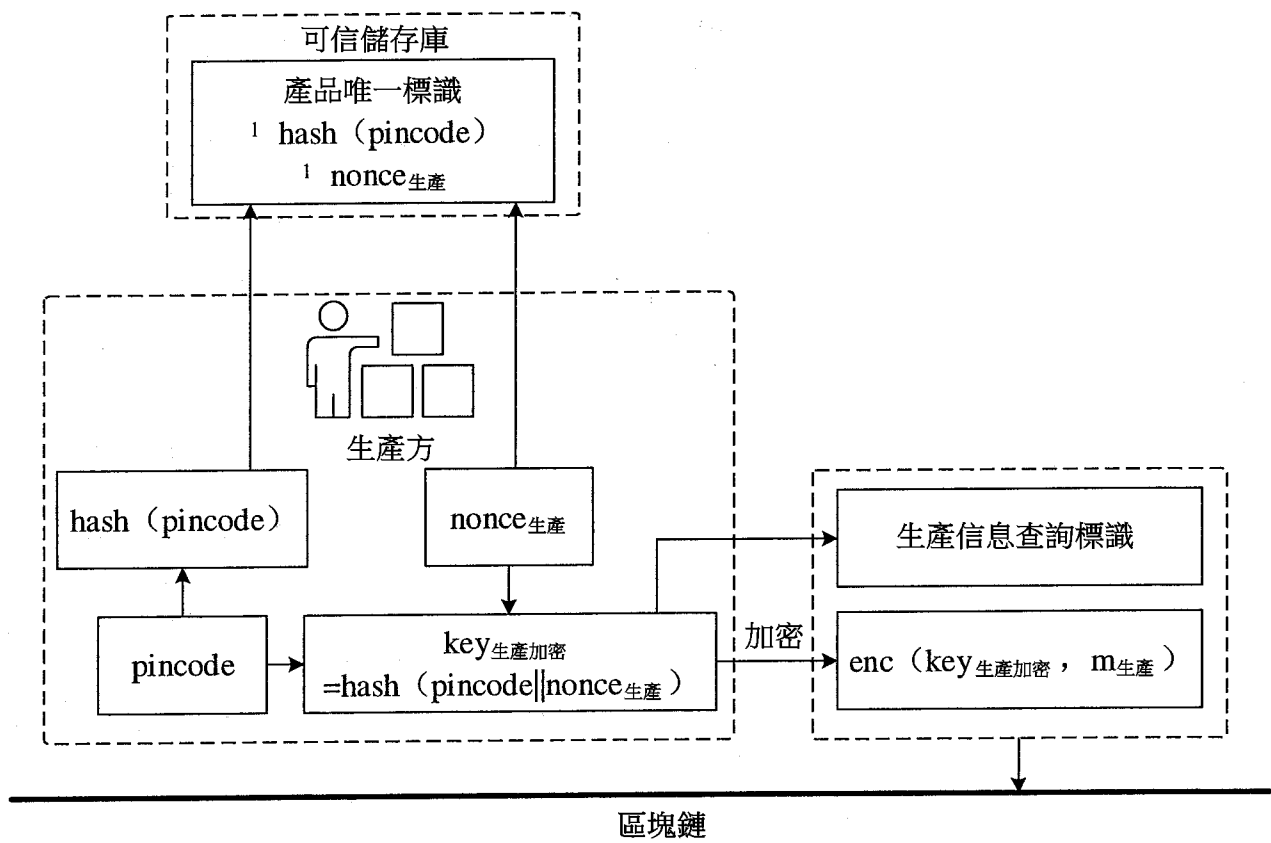 可信儲存庫
產品唯一標識
¹ hash（pincode）
¹ nonce生產
生產方
hash（pincode）
nonce生產
生產信息查詢標識
pincode
key生產加密
=hash（pincode||nonce生產）
加密
enc（key生產加密，m生產）
區塊鏈